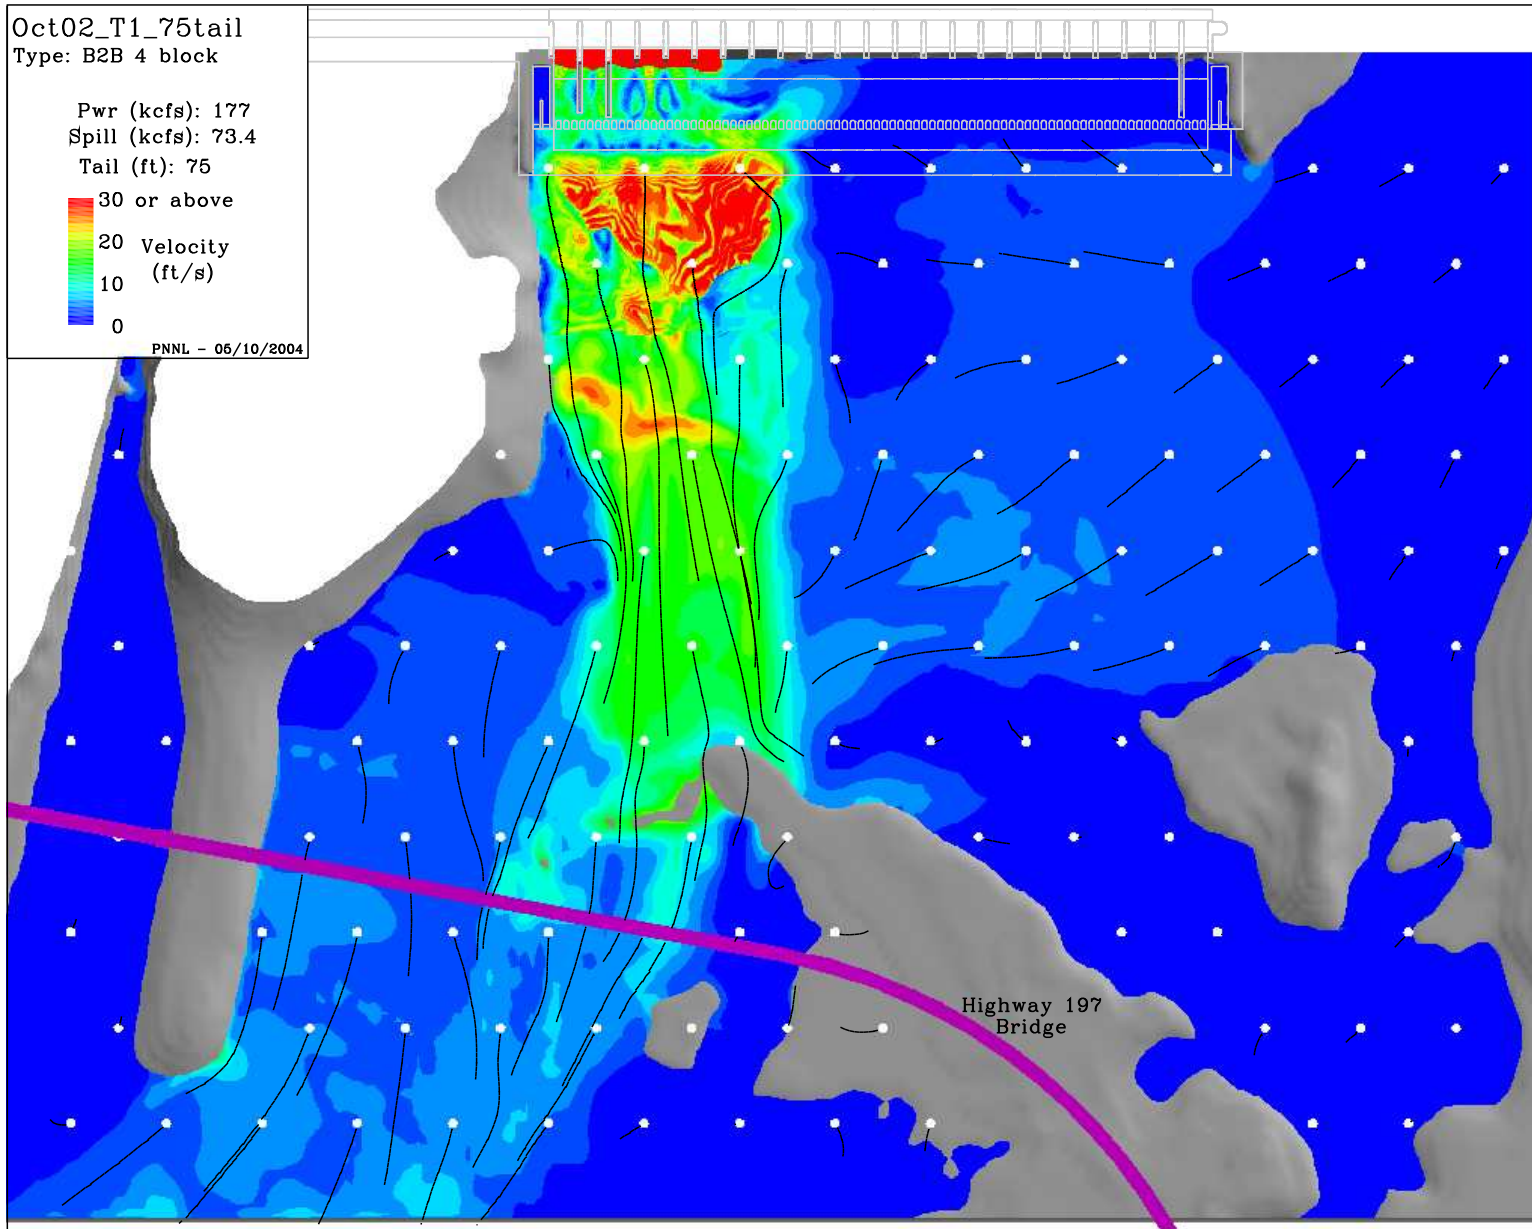 Oct02_T1_75tail
Type: B2B 4 block
Pwr (kcfs): 177
Spill (kcfs): 73.4
Tail (ft): 75
30 or above
20
Velocity
(ft/s)
10
0
PNNL - 05/10/2004
Highway 197
Bridge